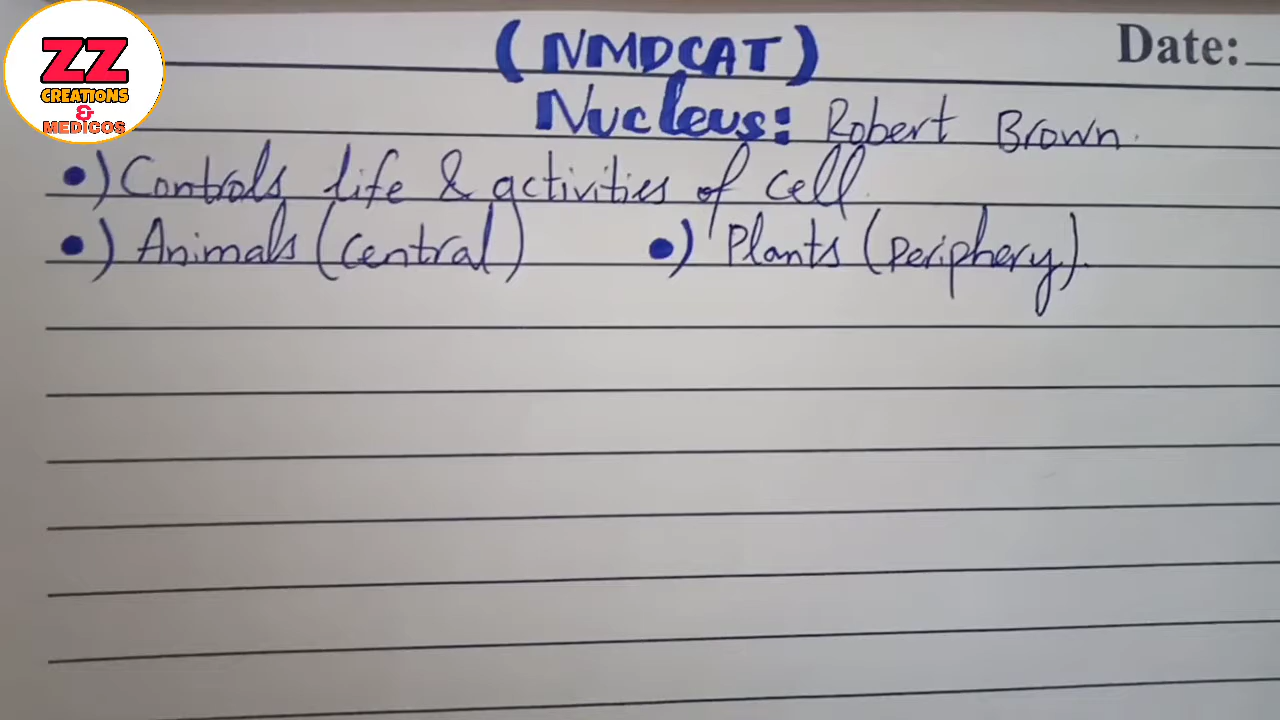 ZZ
CREATIONS
&
MEDICOS
(NMDCAT)
Date:
Nucleus: Robert Brown.
•) Controls life & activities of cell.
•) Animals (central) •) Plants (periphery).